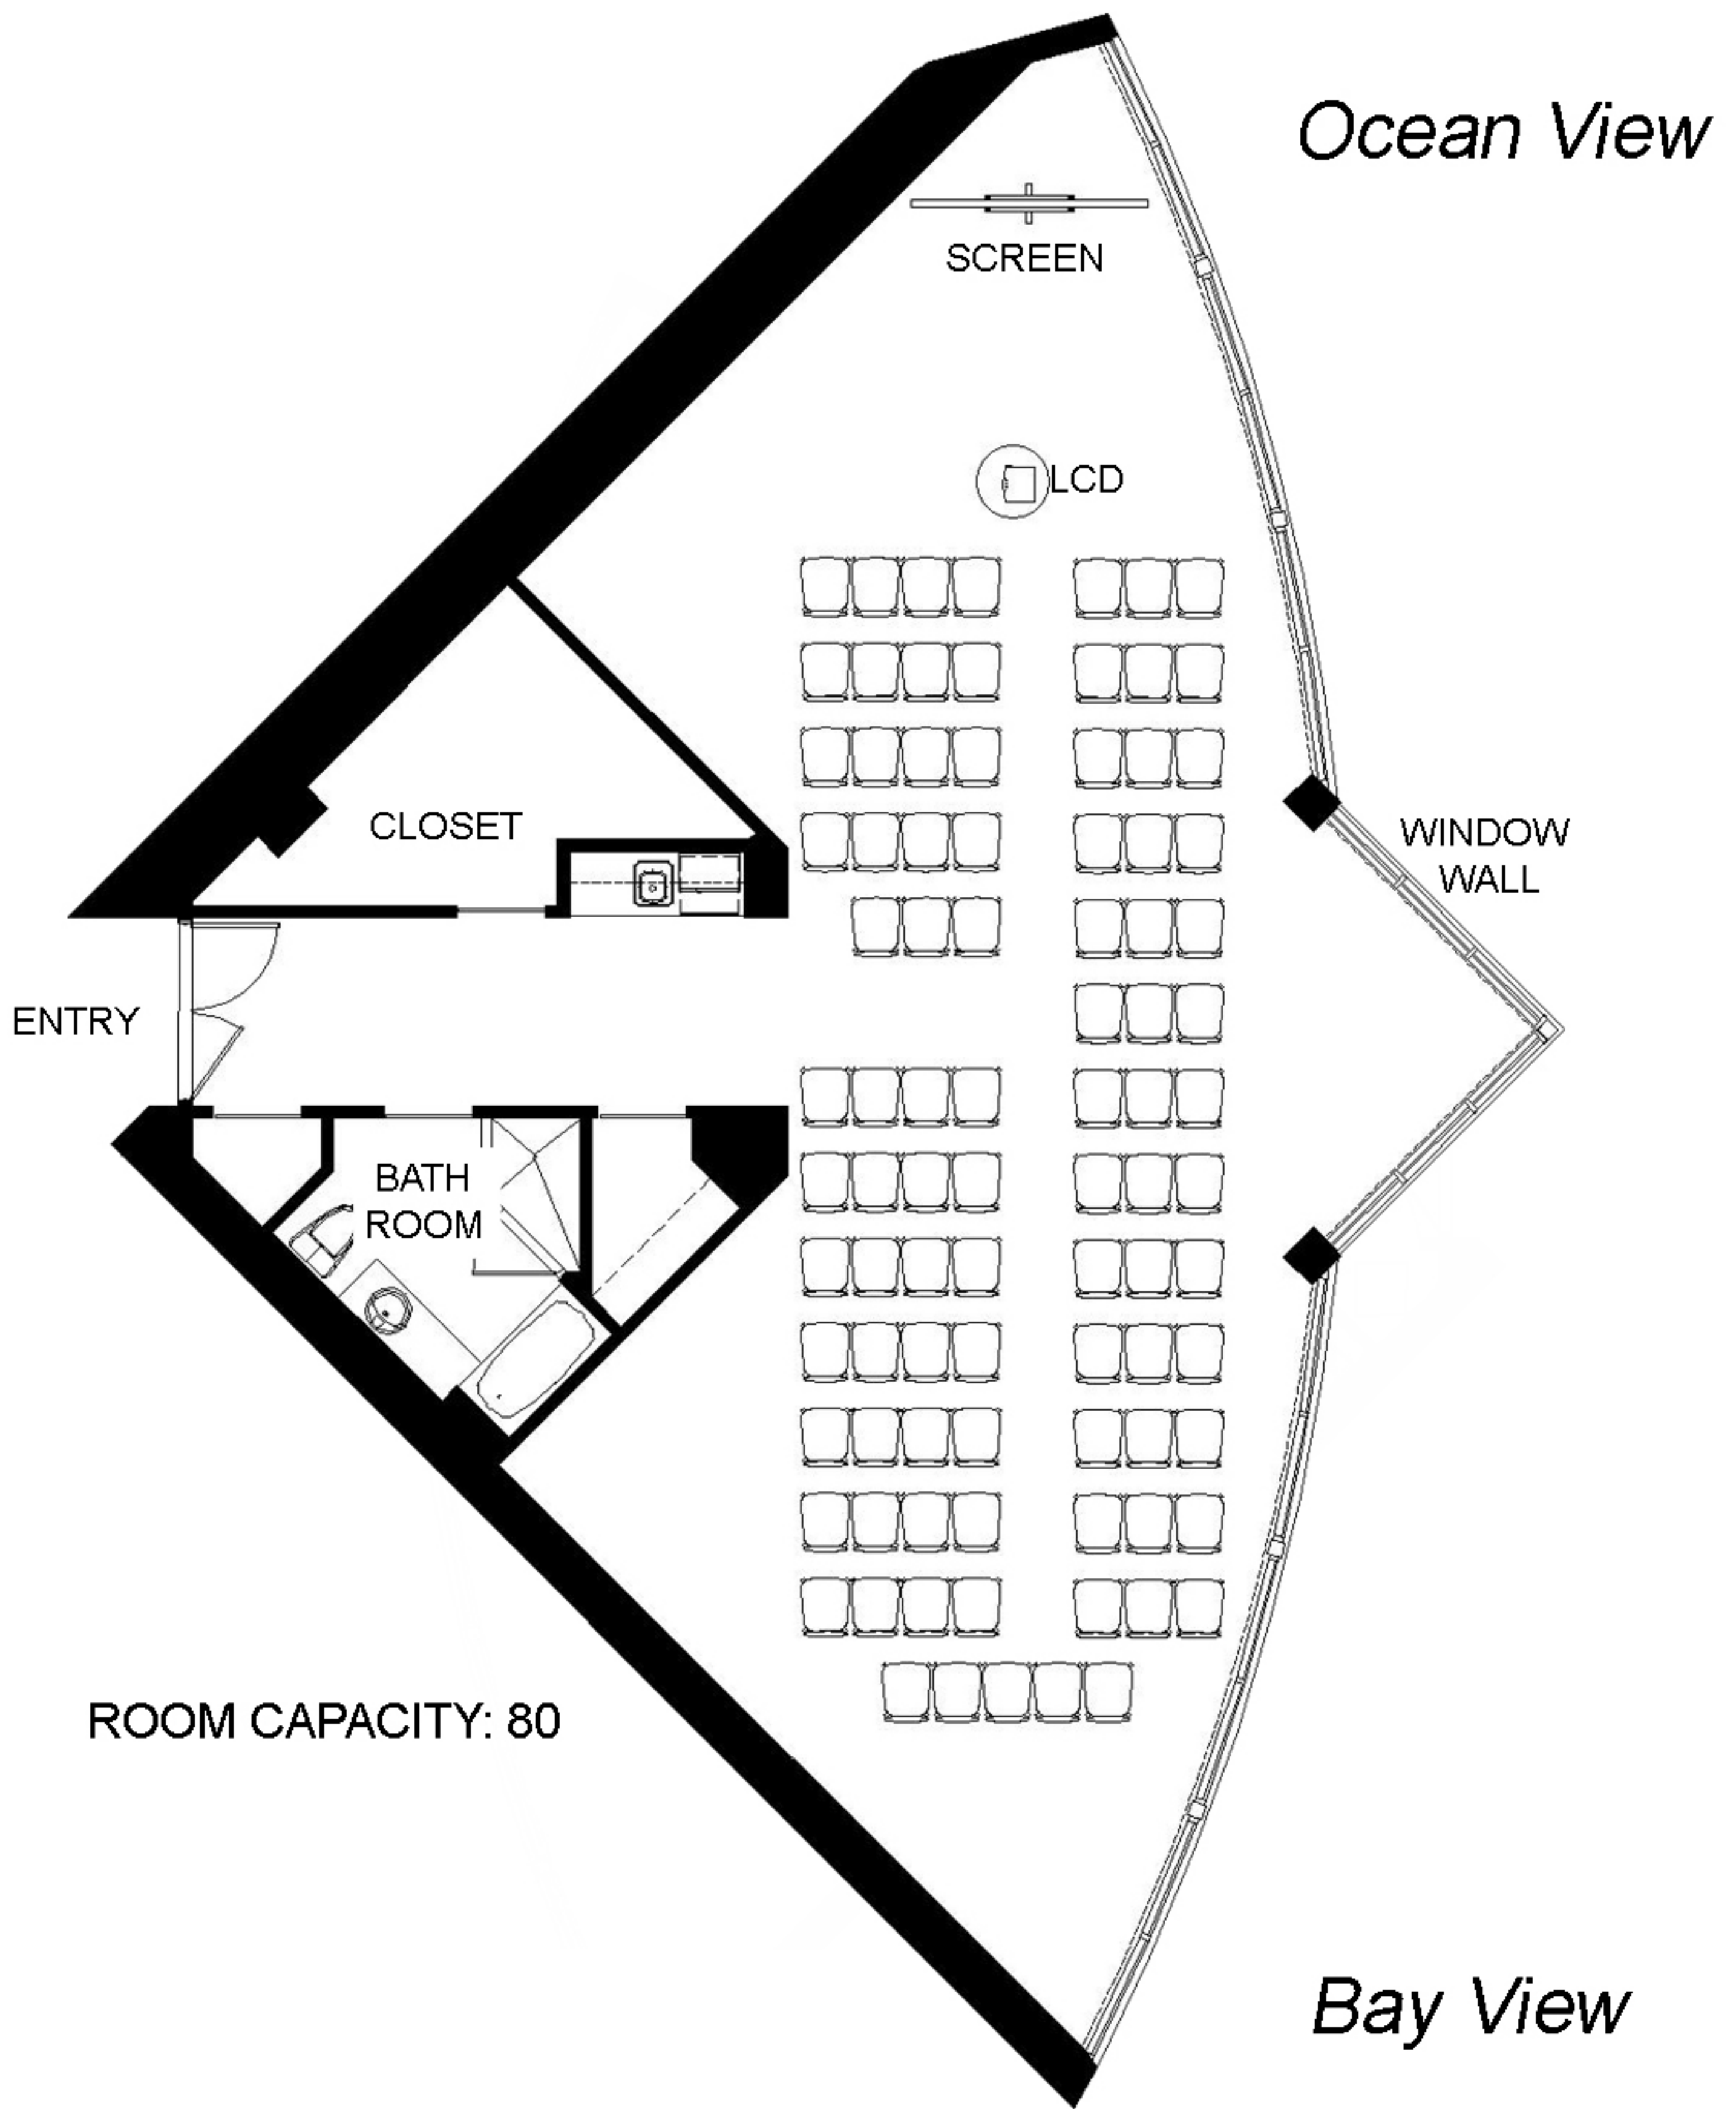 Ocean View
SCREEN
LCD
CLOSET
WINDOW
WALL
ENTRY
BATH
ROOM
ROOM CAPACITY: 80
Bay View